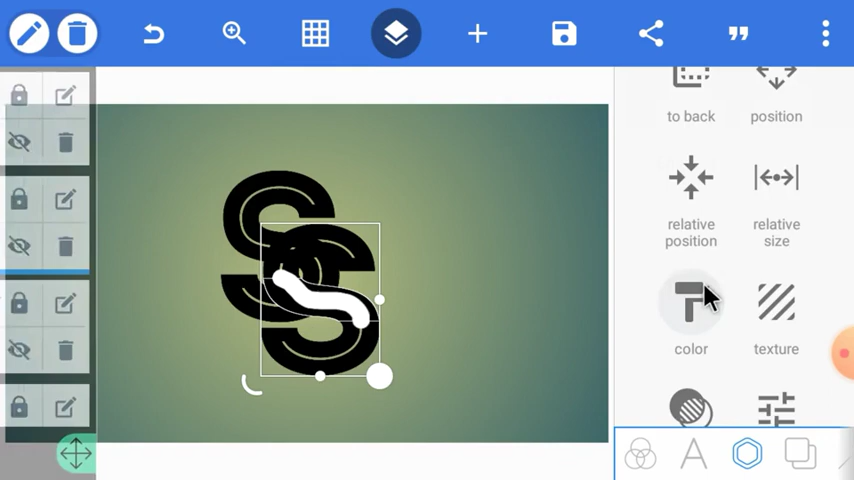 to back
position
relative
position
relative
size
color
texture